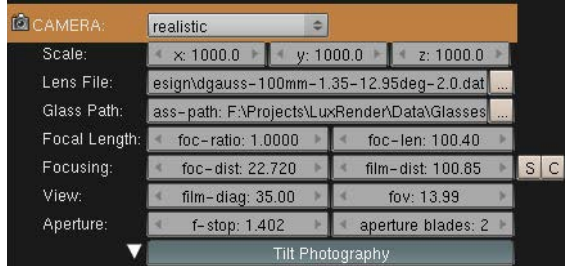 CAMERA: realistic
Scale: x: 1000.0 y: 1000.0 z: 1000.0
Lens File: esign\dgauss-100mm-1.35-12.95deg-2.0.dat ...
Glass Path: ass-path: F:\Projects\LuxRender\Data\Glasses ...
Focal Length: foc-ratio: 1.0000 foc-len: 100.40
Focusing: foc-dist: 22.720 film-dist: 100.85 S C
View: film-diag: 35.00 fov: 13.99
Aperture: f-stop: 1.402 aperture blades: 2
Tilt Photography